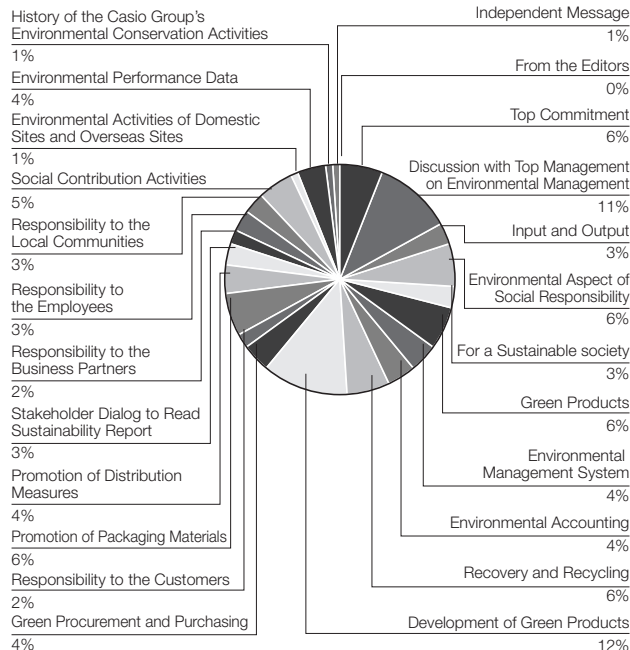 History of the Casio Group's
Environmental Conservation Activities
1%
Environmental Performance Data
4%
Environmental Activities of Domestic
Sites and Overseas Sites
1%
Social Contribution Activities
5%
Responsibility to the
Local Communities
3%
Responsibility to
the Employees
3%
Responsibility to the
Business Partners
2%
Stakeholder Dialog to Read
Sustainability Report
3%
Promotion of Distribution
Measures
4%
Promotion of Packaging Materials
6%
Responsibility to the Customers
2%
Green Procurement and Purchasing
4%
Independent Message
1%
From the Editors
0%
Top Commitment
6%
Discussion with Top Management
on Environmental Management
11%
Input and Output
3%
Environmental Aspect of
Social Responsibility
6%
For a Sustainable society
3%
Green Products
6%
Environmental
Management System
4%
Environmental Accounting
4%
Recovery and Recycling
6%
Development of Green Products
12%